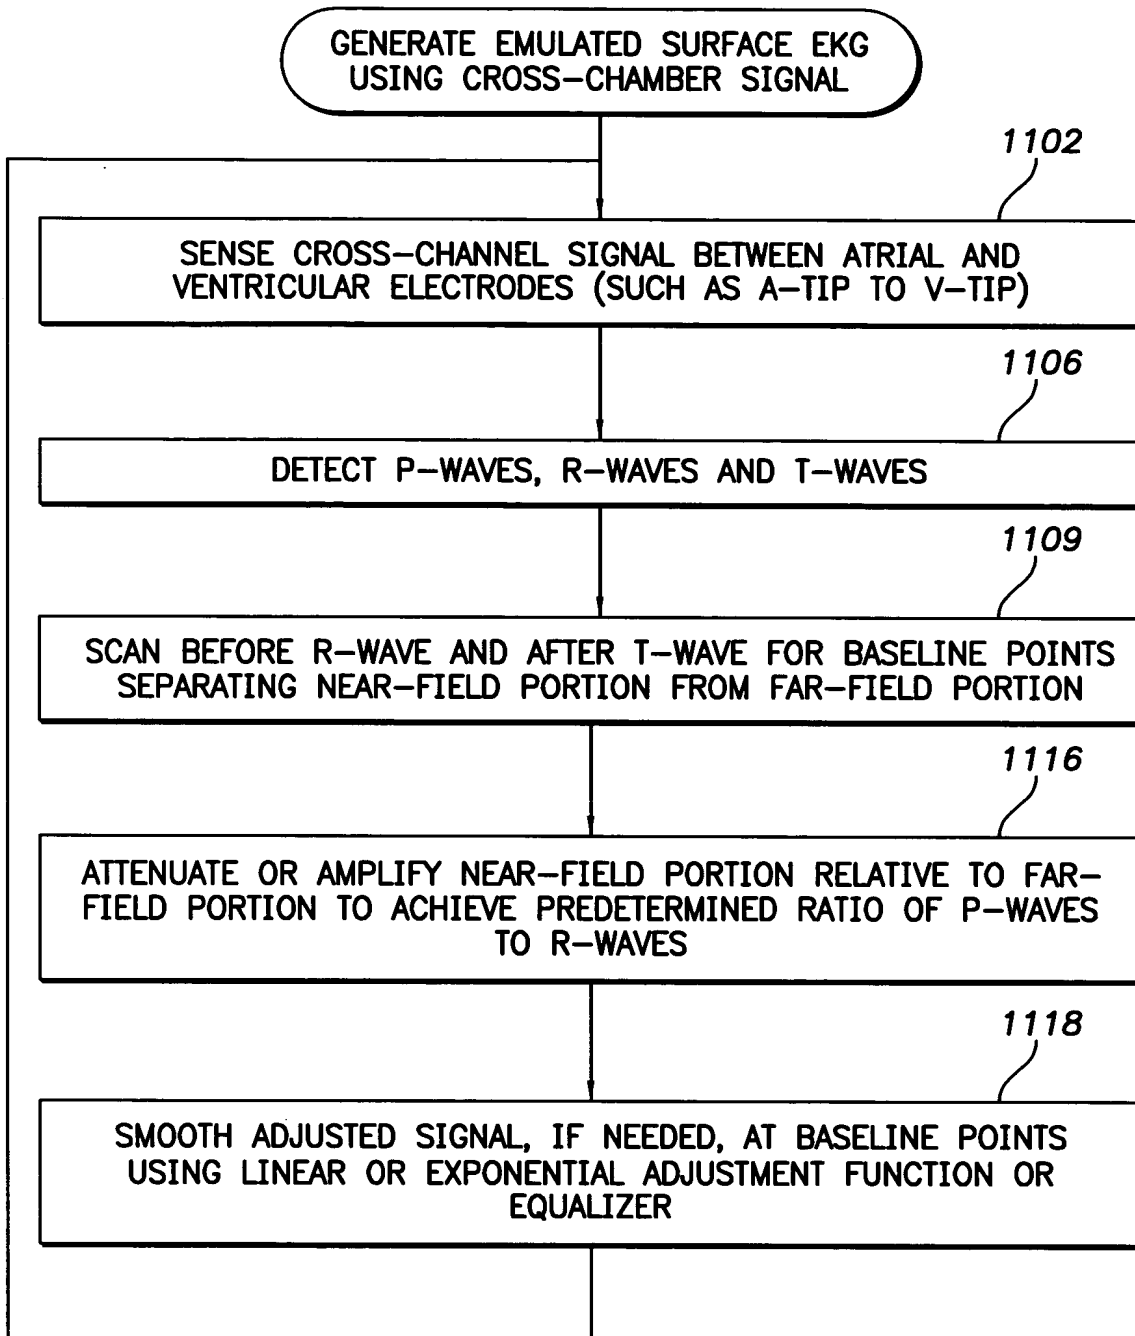 GENERATE EMULATED SURFACE EKG
USING CROSS-CHAMBER SIGNAL
1102
SENSE CROSS-CHANNEL SIGNAL BETWEEN ATRIAL AND
VENTRICULAR ELECTRODES (SUCH AS A-TIP TO V-TIP)
1106
DETECT P-WAVES, R-WAVES AND T-WAVES
1109
SCAN BEFORE R-WAVE AND AFTER T-WAVE FOR BASELINE POINTS
SEPARATING NEAR-FIELD PORTION FROM FAR-FIELD PORTION
1116
ATTENUATE OR AMPLIFY NEAR-FIELD PORTION RELATIVE TO FAR-
FIELD PORTION TO ACHIEVE PREDETERMINED RATIO OF P-WAVES
TO R-WAVES
1118
SMOOTH ADJUSTED SIGNAL, IF NEEDED, AT BASELINE POINTS
USING LINEAR OR EXPONENTIAL ADJUSTMENT FUNCTION OR
EQUALIZER